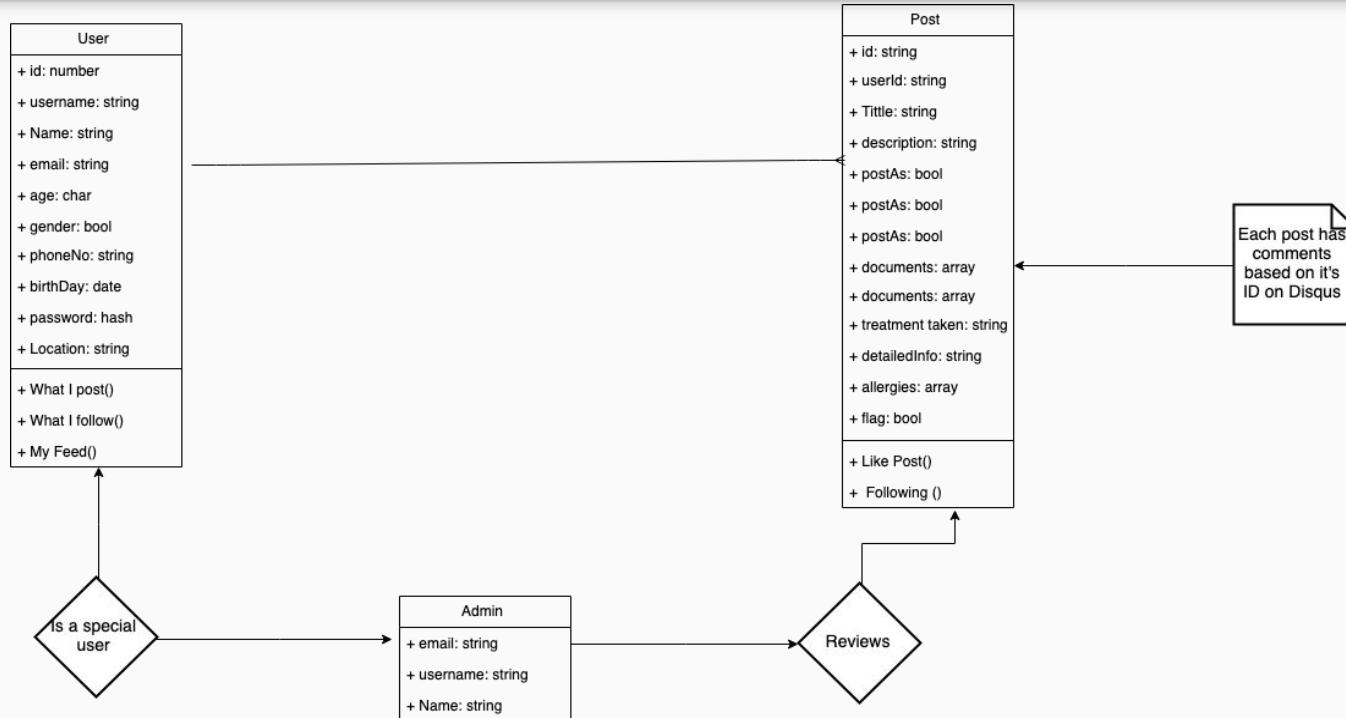 User
+ id: number
+ username: string
+ Name: string
+ email: string
+ age: char
+ gender: bool
+ phoneNo: string
+ birthDay: date
+ password: hash
+ Location: string
+ What I post()
+ What I follow()
+ My Feed()
Post
+ id: string
+ userId: string
+ Tittle: string
+ description: string
+ postAs: bool
+ postAs: bool
+ postAs: bool
+ documents: array
+ documents: array
+ treatment taken: string
+ detailedInfo: string
+ allergies: array
+ flag: bool
+ Like Post()
+ Following ()
Each post has
comments
based on it's
ID on Disqus
Is a special
user
Admin
+ email: string
+ username: string
+ Name: string
Reviews